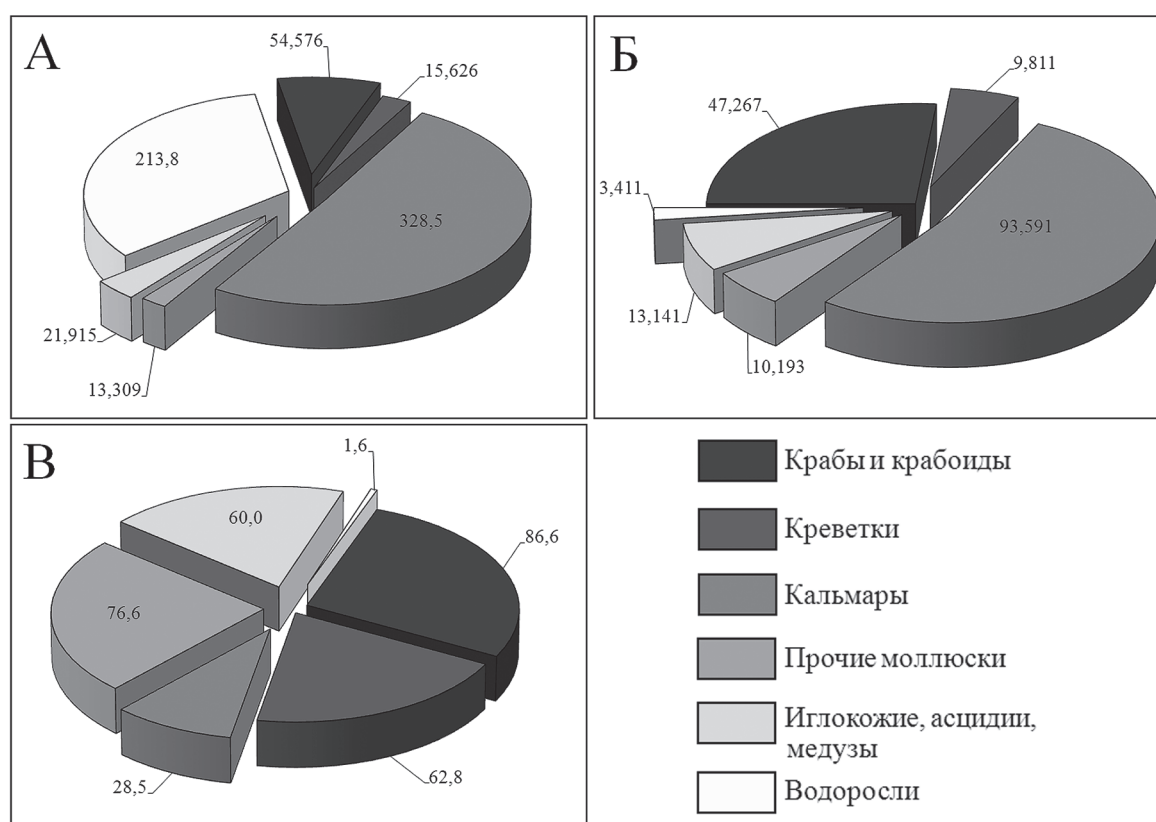 А
54,576
15,626
213,8
328,5
21,915
13,309
Б
9,811
47,267
3,411
93,591
13,141
10,193
В
1,6
60,0
86,6
76,6
28,5
62,8
Крабы и крабоиды
Креветки
Кальмары
Прочие моллюски
Иглокожие, асцидии,
медузы
Водоросли